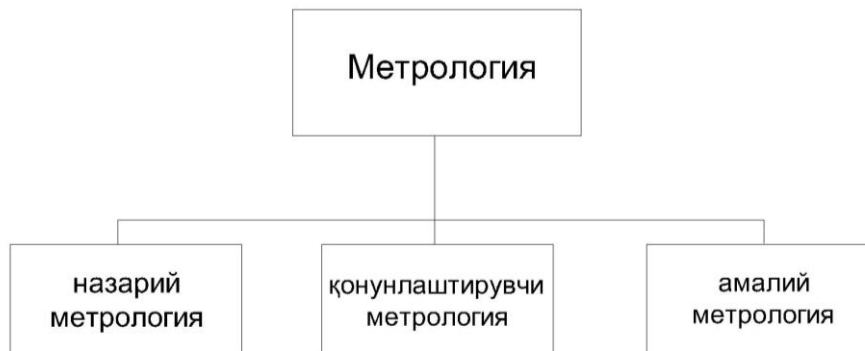 Метрология
назарий
метрология
қонунлаштирувчи
метрология
амалий
метрология